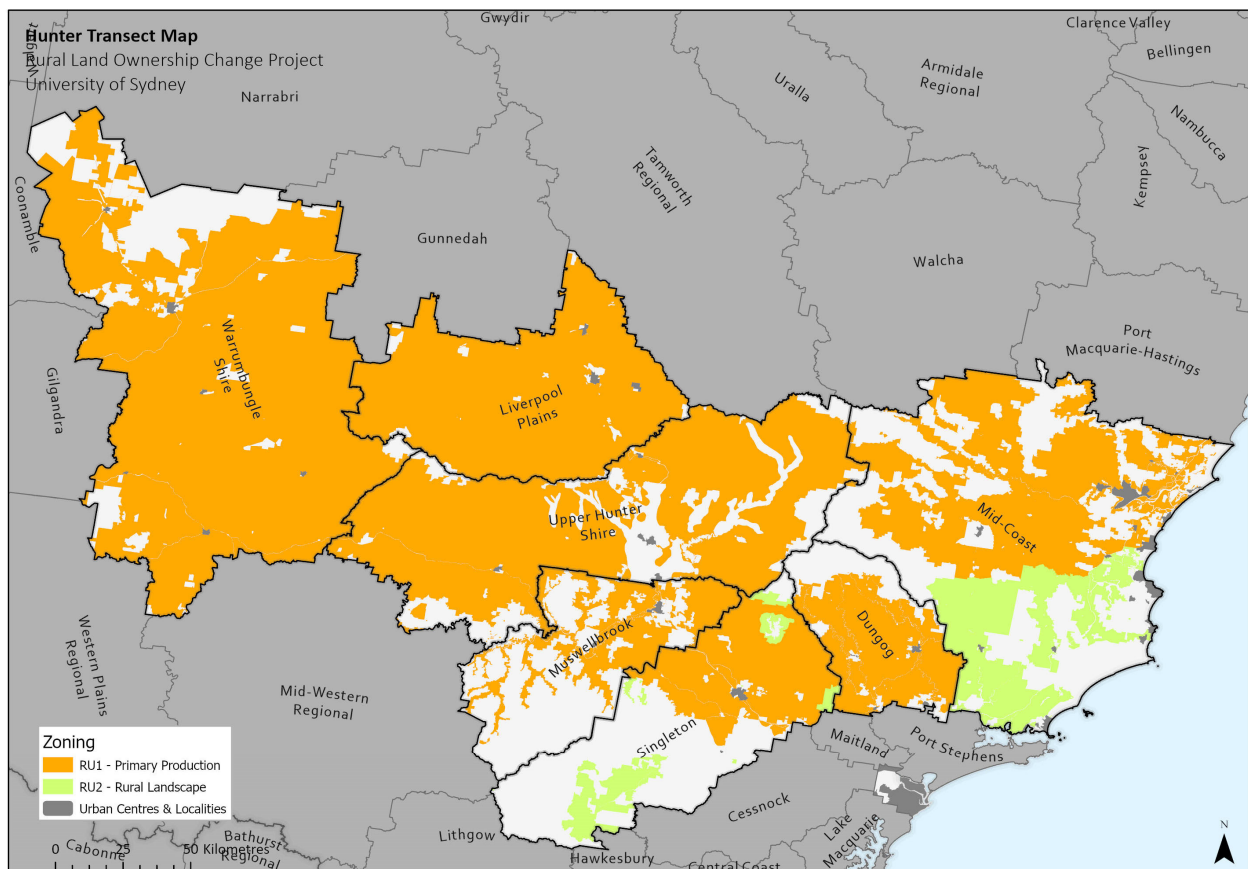 Hunter Transect Map
Rural Land Ownership Change Project
University of Sydney
Gwydir
Clarence Valley
Bellingen
Walgett
Narrabri
Uralla
Armidale
Regional
Nambucca
Kempsey
Tamworth
Regional
Coonamble
Gunnedah
Walcha
Port
Macquarie-Hastings
Gilgandra
Warrumbungle
Shire
Liverpool
Plains
Upper Hunter
Shire
Mid-Coast
Muswellbrook
Dungog
Western Plains
Regional
Mid-Western
Regional
Singleton
Maitland
Port Stephens
Cessnock
Lake
Macquarie
Lithgow
Hawkesbury
Central Coast
Bathurst
Regional
Cabonne
Zoning
RU1 - Primary Production
RU2 - Rural Landscape
Urban Centres & Localities
0 25 50 Kilometres
N